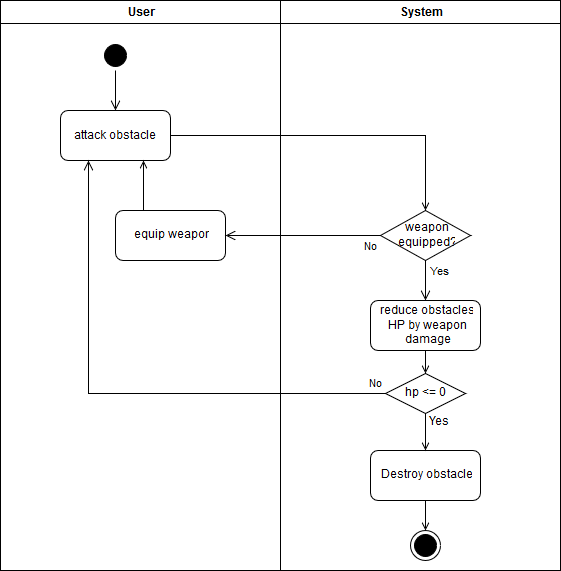 User
System
attack obstacle
equip weapor
weapon
equipped?
No
Yes
reduce obstacles
HP by weapon
damage
No
hp <= 0
Yes
Destroy obstacle